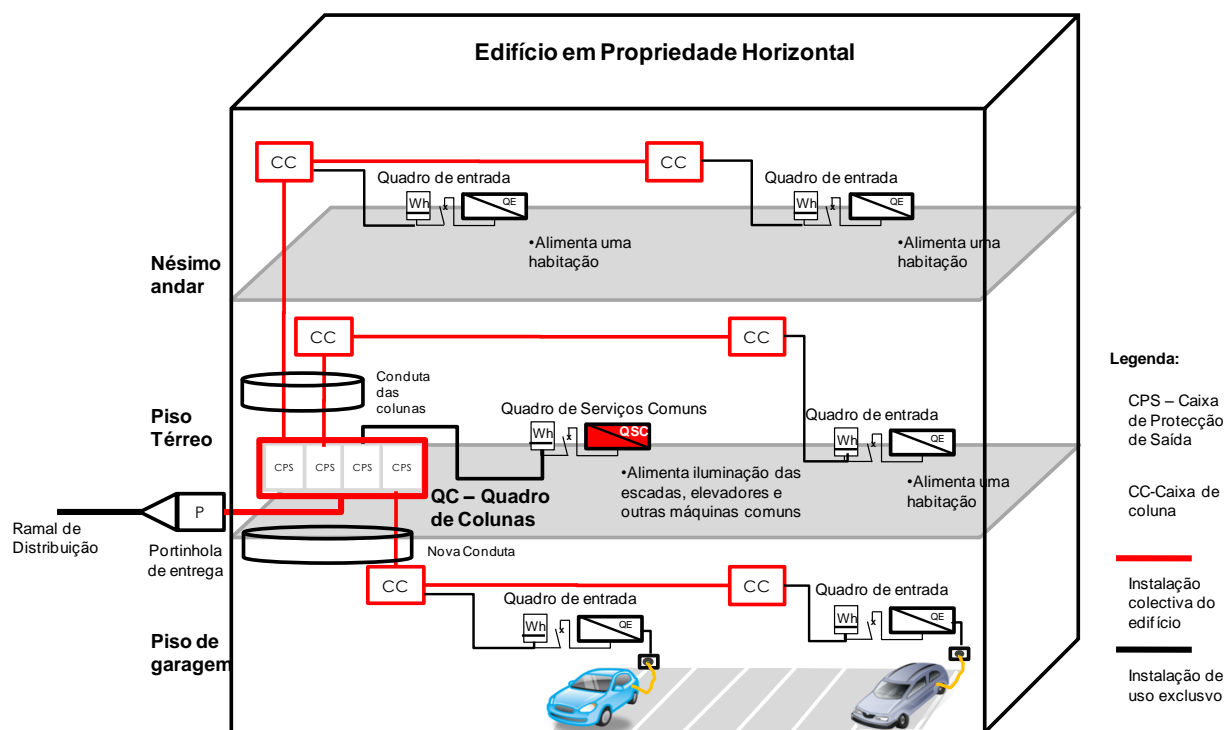 Edifício em Propriedade Horizontal
CC
CC
Quadro de entrada
Quadro de entrada
Wh
x
QE
Wh
x
QE
•Alimenta uma
habitação
•Alimenta uma
habitação
Nésimo
andar
CC
CC
Conduta
das
colunas
Piso
Térreo
Quadro de Serviços Comuns
Wh
x
QSC
Quadro de entrada
Wh
x
QE
CPS
CPS
CPS
CPS
•Alimenta iluminação das
escadas, elevadores e
outras máquinas comuns
•Alimenta uma
habitação
QC – Quadro
de Colunas
P
Ramal de
Distribuição
Portinhola
de entrega
Nova Conduta
CC
CC
Quadro de entrada
Quadro de entrada
Wh
x
QE
Wh
x
QE
Piso de
garagem
Legenda:
CPS – Caixa
de Protecção
de Saída
CC-Caixa de
coluna
Instalação
colectiva do
edifício
Instalação de
uso exclusvo